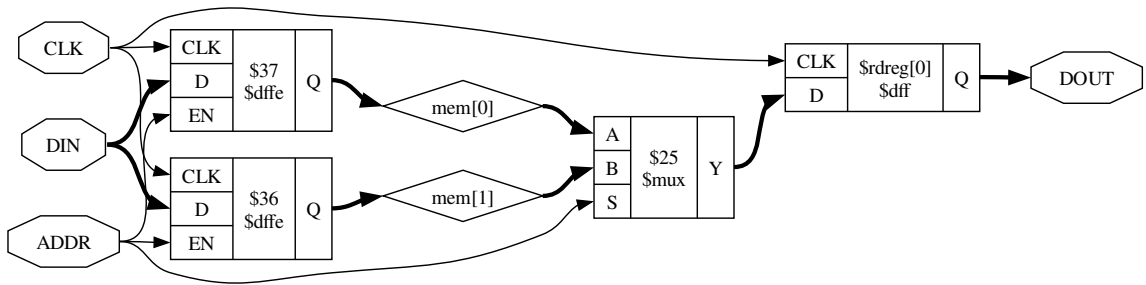 CLK
DIN
ADDR
CLK
D
EN
$37
$dffe
Q
CLK
D
EN
$36
$dffe
Q
mem[0]
mem[1]
A
B
S
$25
$mux
Y
CLK
D
$rdreg[0]
$dff
Q
DOUT